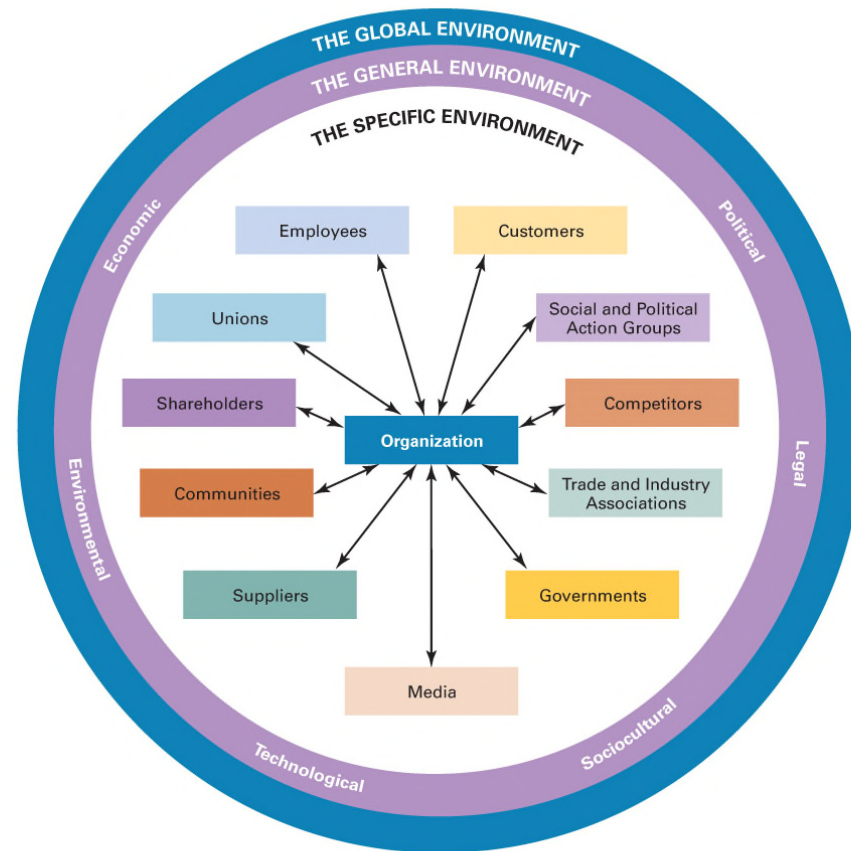 THE GLOBAL ENVIRONMENT
THE GENERAL ENVIRONMENT
THE SPECIFIC ENVIRONMENT
Economic
Political
Employees
Customers
Unions
Social and Political
Action Groups
Shareholders
Competitors
Organization
Environmental
Legal
Communities
Trade and Industry
Associations
Suppliers
Governments
Media
Technological
Sociocultural